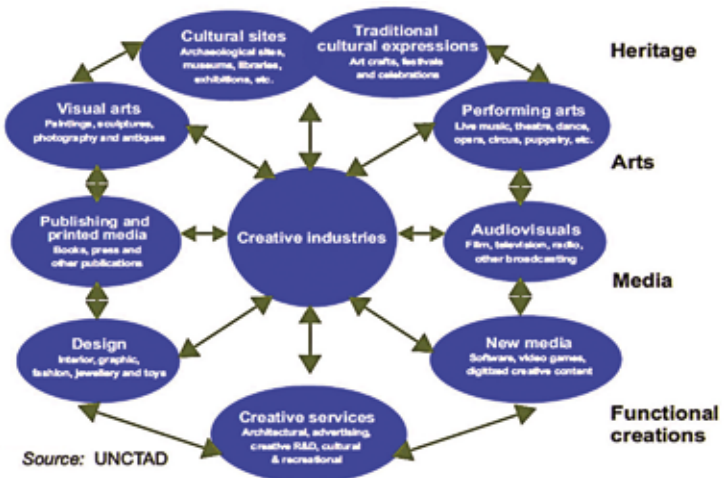 Cultural sites
Archaeological sites,
museums, libraries,
exhibitions, etc.
Traditional
cultural expressions
Art crafts, festivals
and celebrations
Heritage
Visual arts
Paintings, sculptures,
photography and antiques
Performing arts
Live music, theatre, dance,
opera, circus, puppetry, etc.
Arts
Publishing and
printed media
Books, press and
other publications
Creative industries
Audiovisuals
Film, television, radio,
other broadcasting
Media
Design
Interior, graphic,
fashion, jewellery and toys
New media
Software, video games,
digitized creative content
Creative services
Architectural, advertising,
creative R&D, cultural
& recreational
Functional
creations
Source: UNCTAD